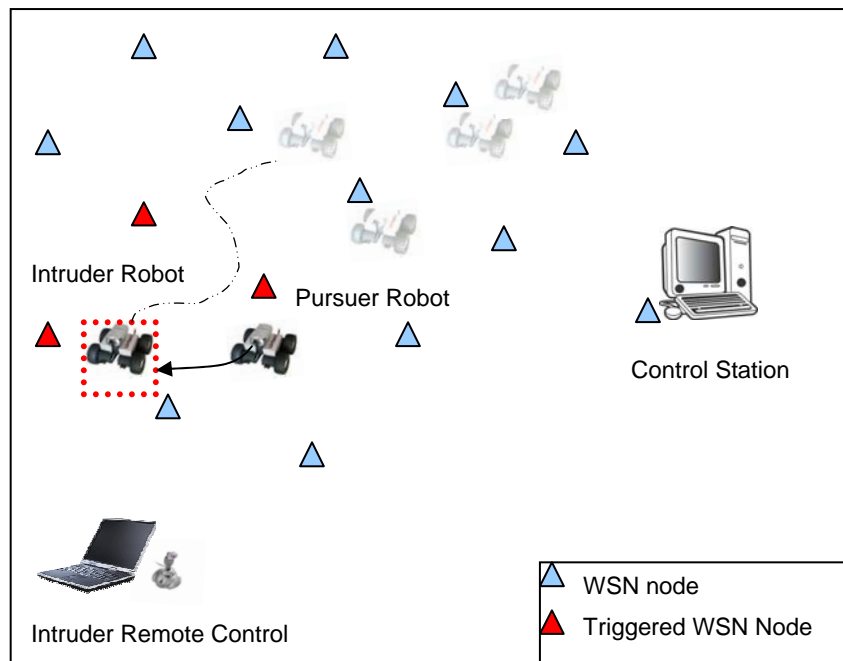 Intruder Robot
Pursuer Robot
Control Station
Intruder Remote Control
WSN node
Triggered WSN Node